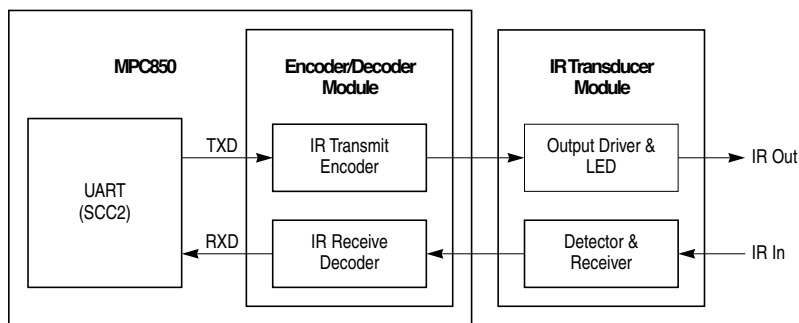 MPC850
Encoder/Decoder
Module
IR Transducer
Module
UART
(SCC2)
TXD
IR Transmit
Encoder
Output Driver &
LED
IR Out
RXD
IR Receive
Decoder
Detector &
Receiver
IR In